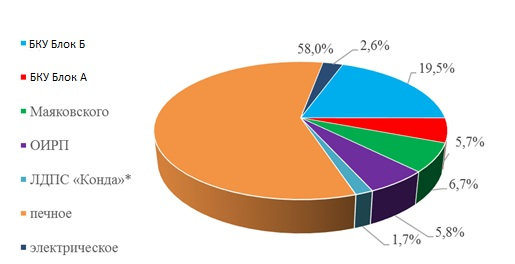 БКУ Блок Б
БКУ Блок А
Маяковского
ОИРП
ЛДПС «Конда»*
печное
электрическое
58,0%
2,6%
19,5%
5,7%
6,7%
5,8%
1,7%